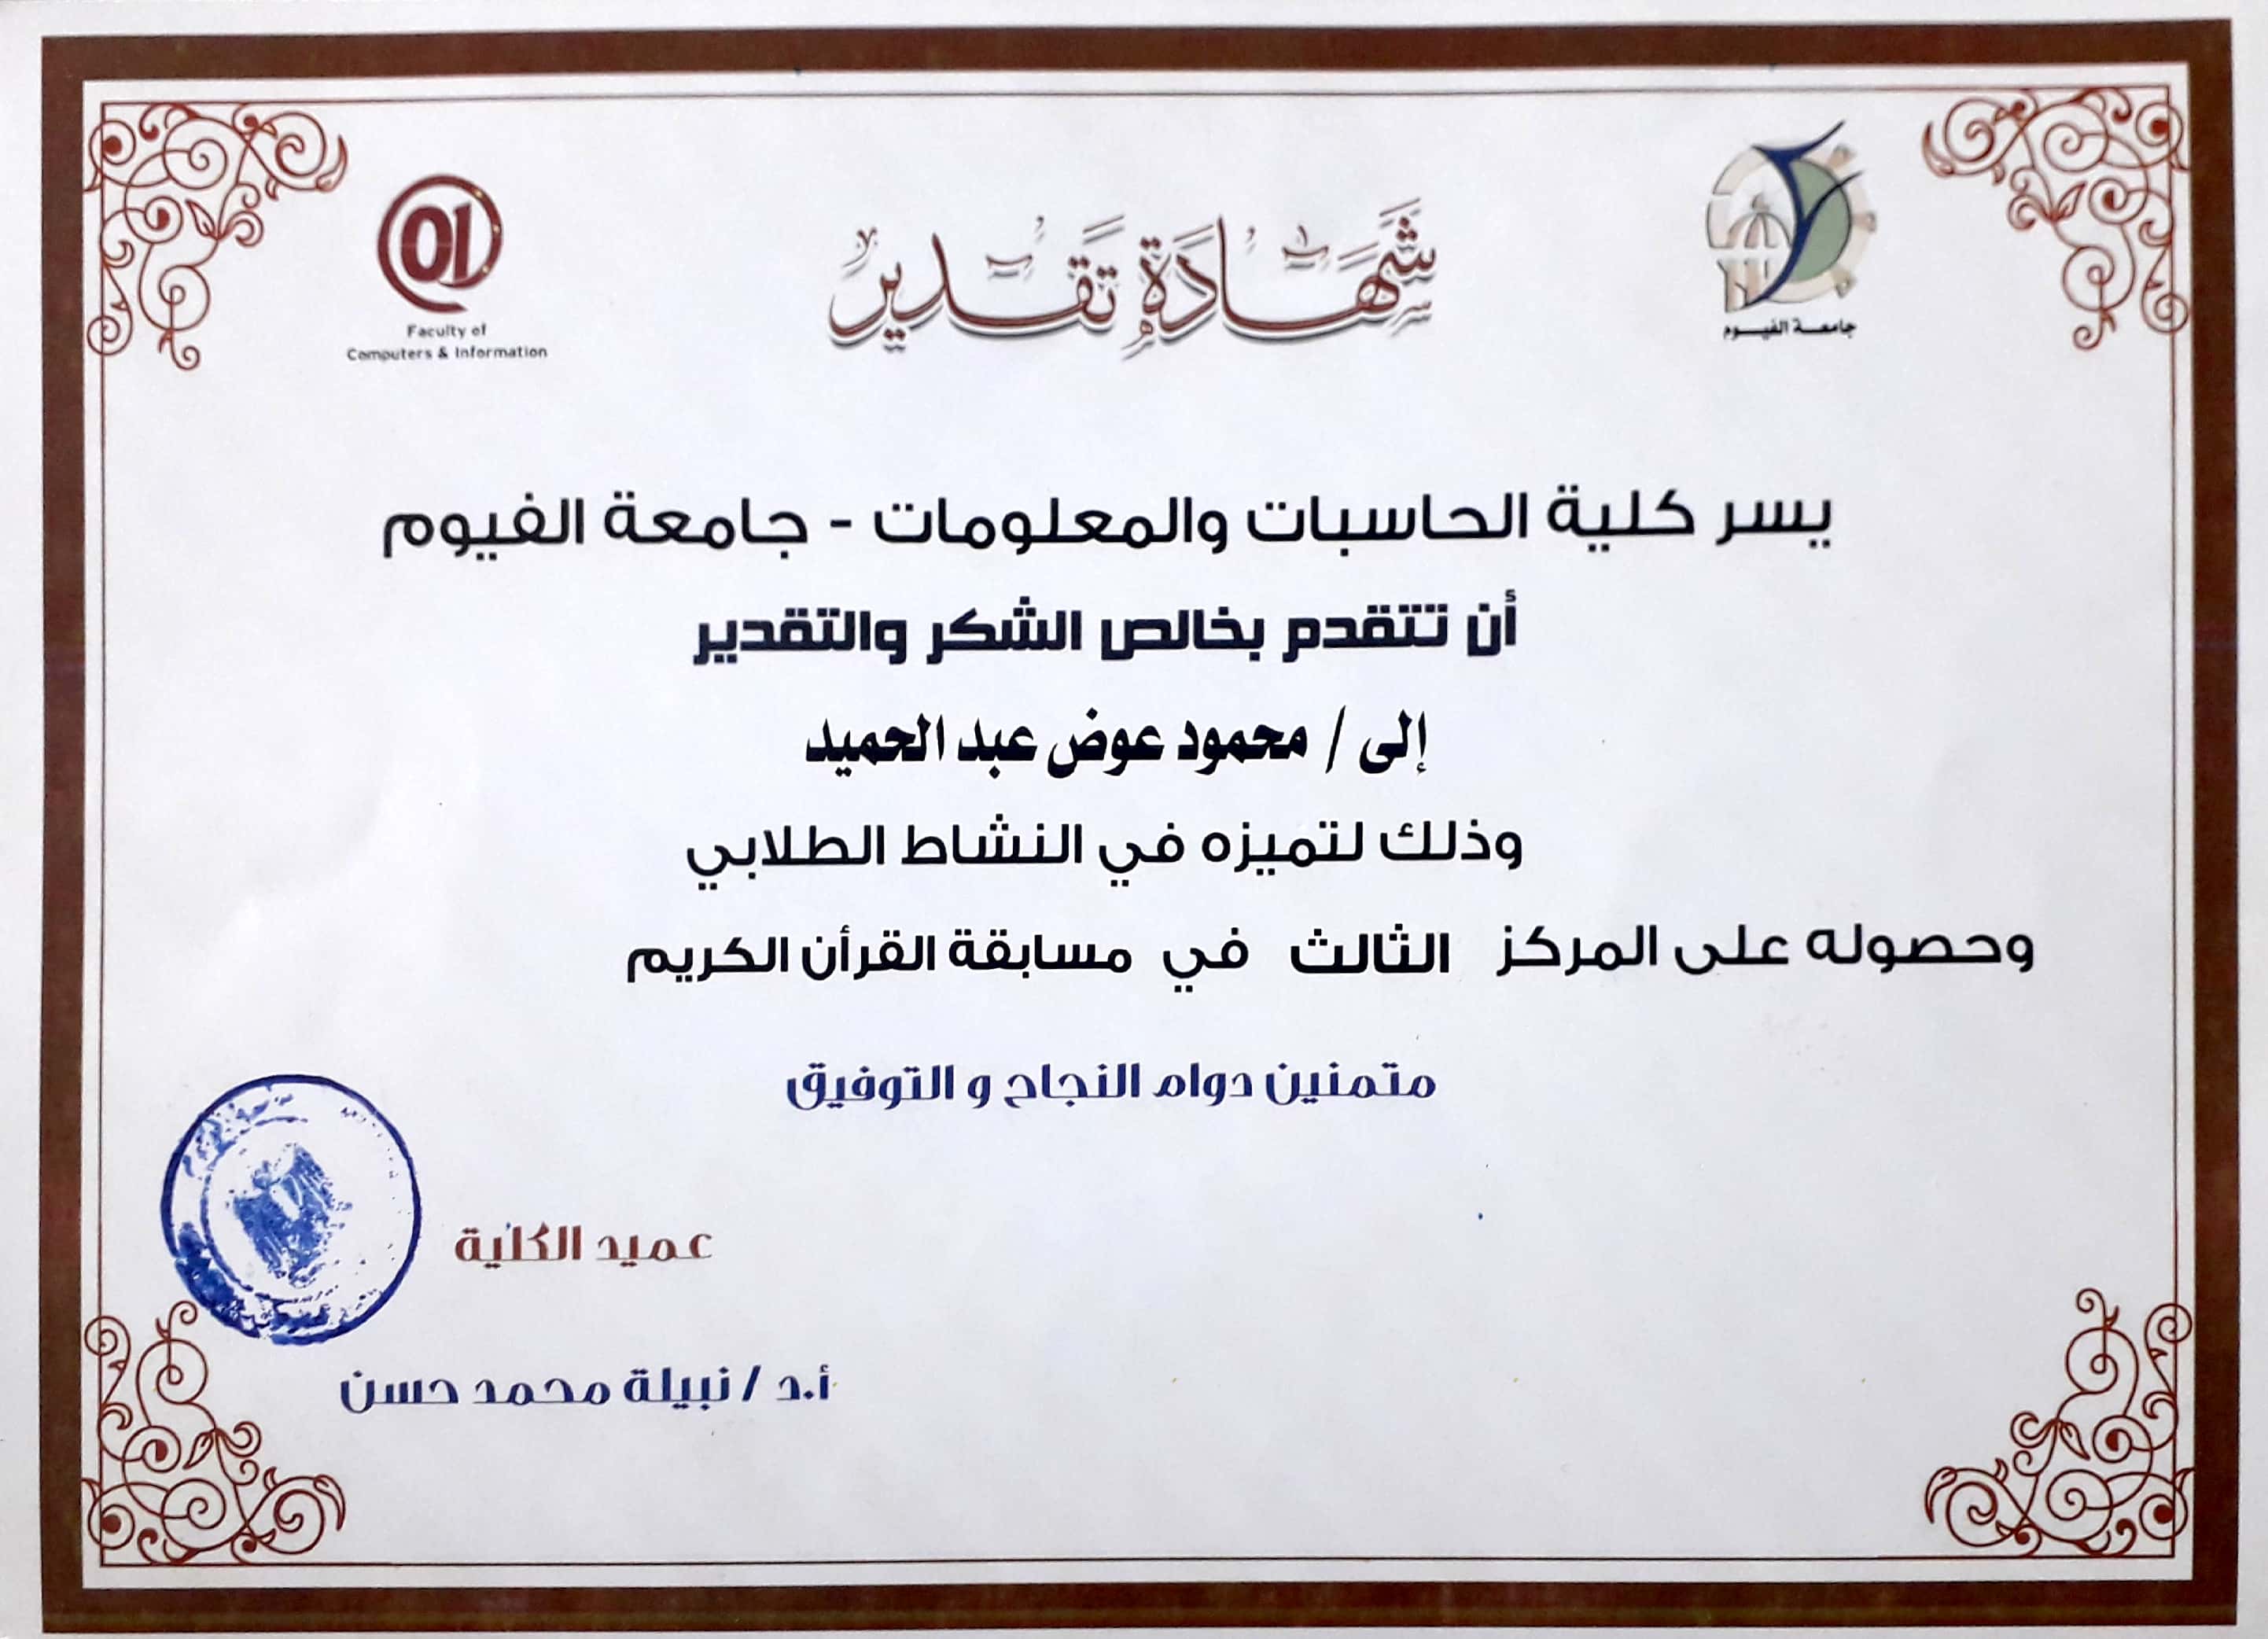 شهادة تقدير
جامعة الفيوم
Faculty of
Computers & Information
يسر كلية الحاسبات والمعلومات - جامعة الفيوم
أن تتقدم بخالص الشكر والتقدير
إلى / محمود عوض عبد الحميد
وذلك لتميزه في النشاط الطلابي
وحصوله على المركز الثالث في مسابقة القرأن الكريم
متمنين دوام النجاح و التوفيق
عميد الكلية
أ.د / نبيلة محمد حسن